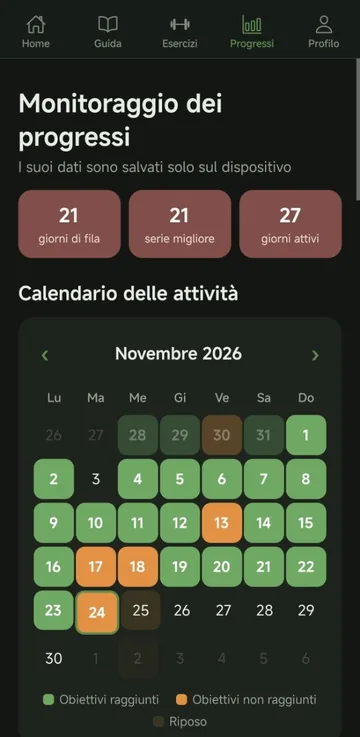 Home Guida Esercizi Progressi Profilo
Monitoraggio dei
progressi
I suoi dati sono salvati solo sul dispositivo
21 21 27
giorni di fila serie migliore giorni attivi
Calendario delle attività
‹ Novembre 2026 ›
Lu Ma Me Gi Ve Sa Do
26 27 28 29 30 31 1
2 3 4 5 6 7 8
9 10 11 12 13 14 15
16 17 18 19 20 21 22
23 24 25 26 27 28 29
30 1 2 3 4 5 6
Obiettivi raggiunti Obiettivi non raggiunti
Riposo